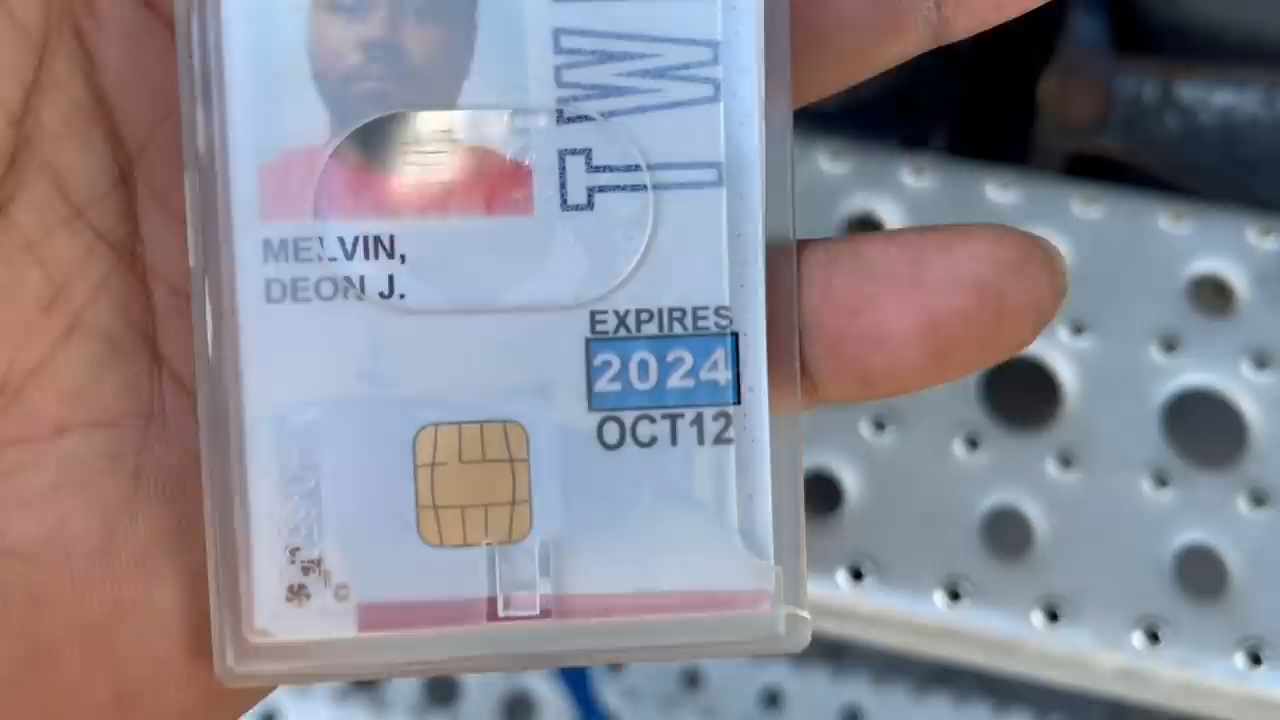 TWI
MELVIN,
DEON J.
EXPIRES
2024
OCT12